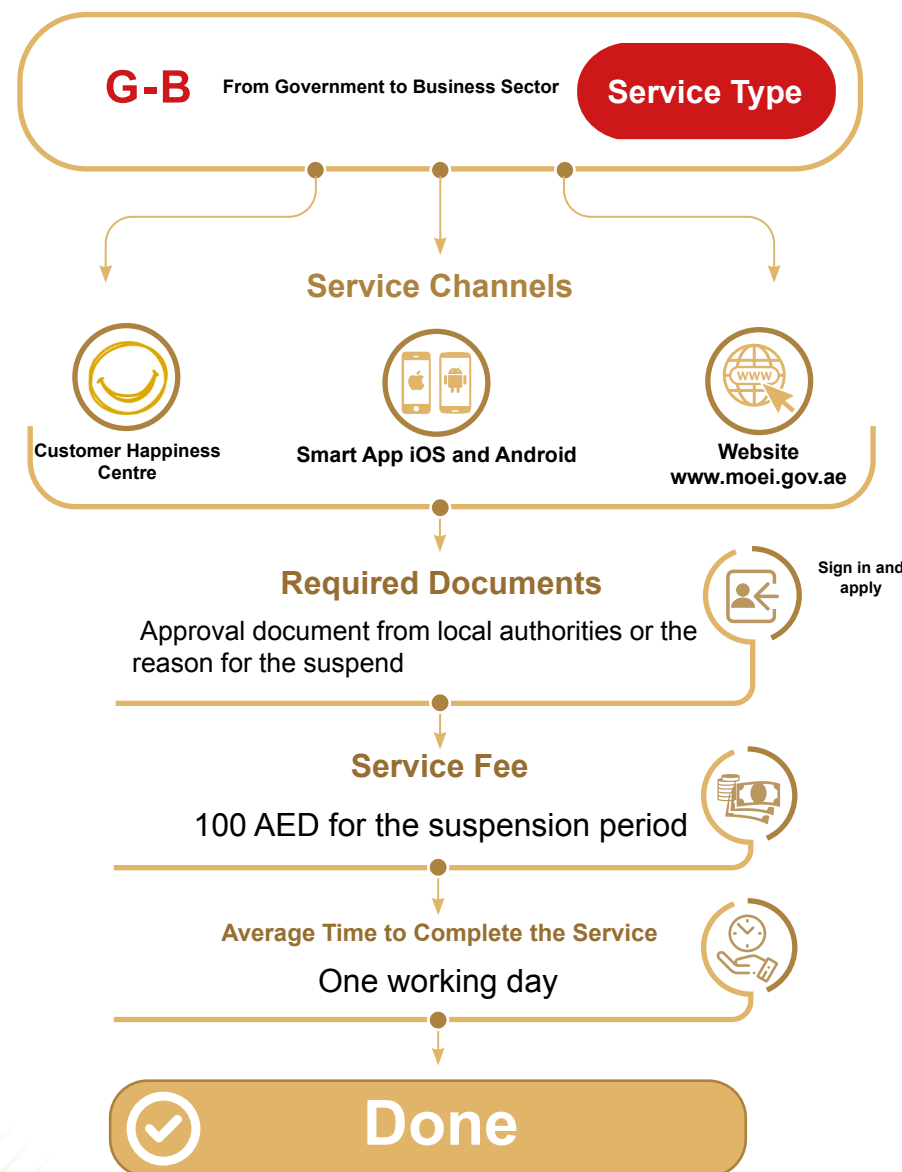 G-B
From Government to Business Sector
Service Type
Service Channels
Customer Happiness
Centre
Smart App iOS and Android
WWW
Website
www.moei.gov.ae
Required Documents
Sign in and
apply
Approval document from local authorities or the
reason for the suspend
Service Fee
100 AED for the suspension period
Average Time to Complete the Service
One working day
Done